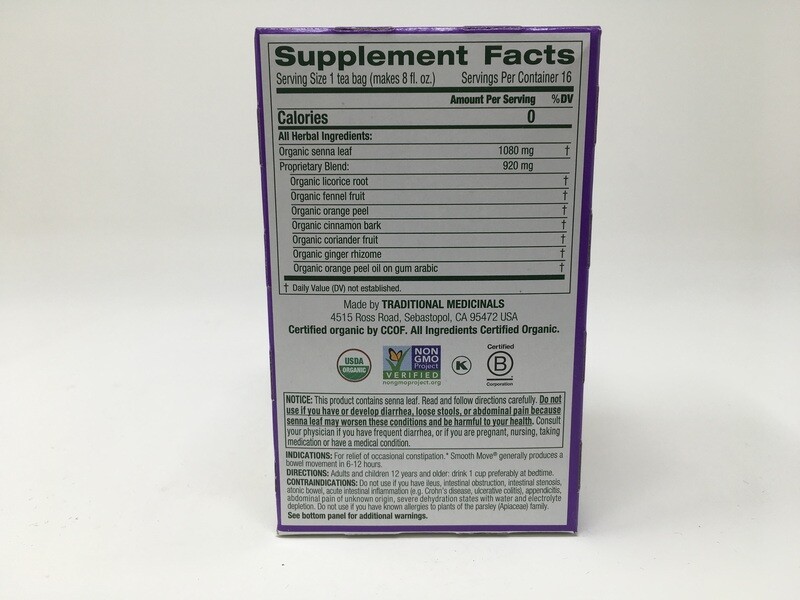 Supplement Facts
Serving Size 1 tea bag (makes 8 fl. oz.) Servings Per Container 16
Amount Per Serving %DV
Calories 0
All Herbal Ingredients:
Organic senna leaf 1080 mg †
Proprietary Blend: 920 mg
Organic licorice root †
Organic fennel fruit †
Organic orange peel †
Organic cinnamon bark †
Organic coriander fruit †
Organic ginger rhizome †
Organic orange peel oil on gum arabic †
† Daily Value (DV) not established.
Made by TRADITIONAL MEDICINALS
4515 Ross Road, Sebastopol, CA 95472 USA
Certified organic by CCOF. All Ingredients Certified Organic.
USDA
ORGANIC
NON
GMO
Project
VERIFIED
nongmoproject.org
K
Certified
B
Corporation
NOTICE: This product contains senna leaf. Read and follow directions carefully. Do not
use if you have or develop diarrhea, loose stools, or abdominal pain because
senna leaf may worsen these conditions and be harmful to your health. Consult
your physician if you have frequent diarrhea, or if you are pregnant, nursing, taking
medication or have a medical condition.
INDICATIONS: For relief of occasional constipation.* Smooth Move® generally produces a
bowel movement in 6-12 hours.
DIRECTIONS: Adults and children 12 years and older: drink 1 cup preferably at bedtime.
CONTRAINDICATIONS: Do not use if you have ileus, intestinal obstruction, intestinal stenosis,
atonic bowel, acute intestinal inflammation (e.g. Crohn's disease, ulcerative colitis), appendicitis,
abdominal pain of unknown origin, severe dehydration states with water and electrolyte
depletion. Do not use if you have known allergies to plants of the parsley (Apiaceae) family.
See bottom panel for additional warnings.